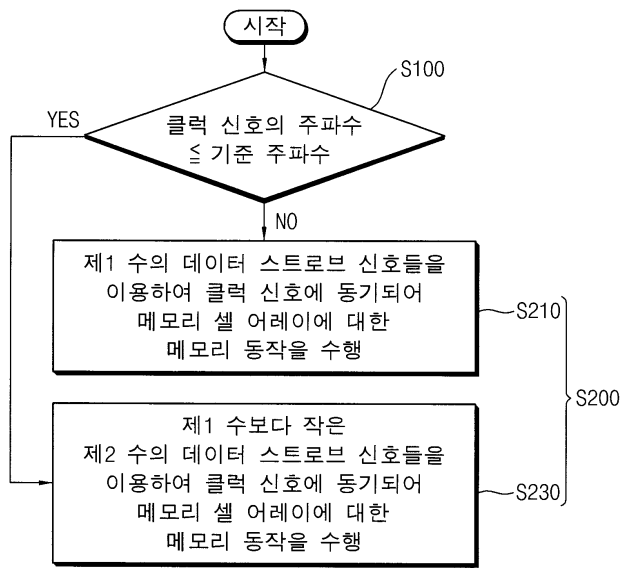 시작
S100
YES
클럭 신호의 주파수
≦ 기준 주파수
NO
제1 수의 데이터 스트로브 신호들을
이용하여 클럭 신호에 동기되어
메모리 셀 어레이에 대한
메모리 동작을 수행
S210
S200
제1 수보다 작은
제2 수의 데이터 스트로브 신호들을
이용하여 클럭 신호에 동기되어
메모리 셀 어레이에 대한
메모리 동작을 수행
S230